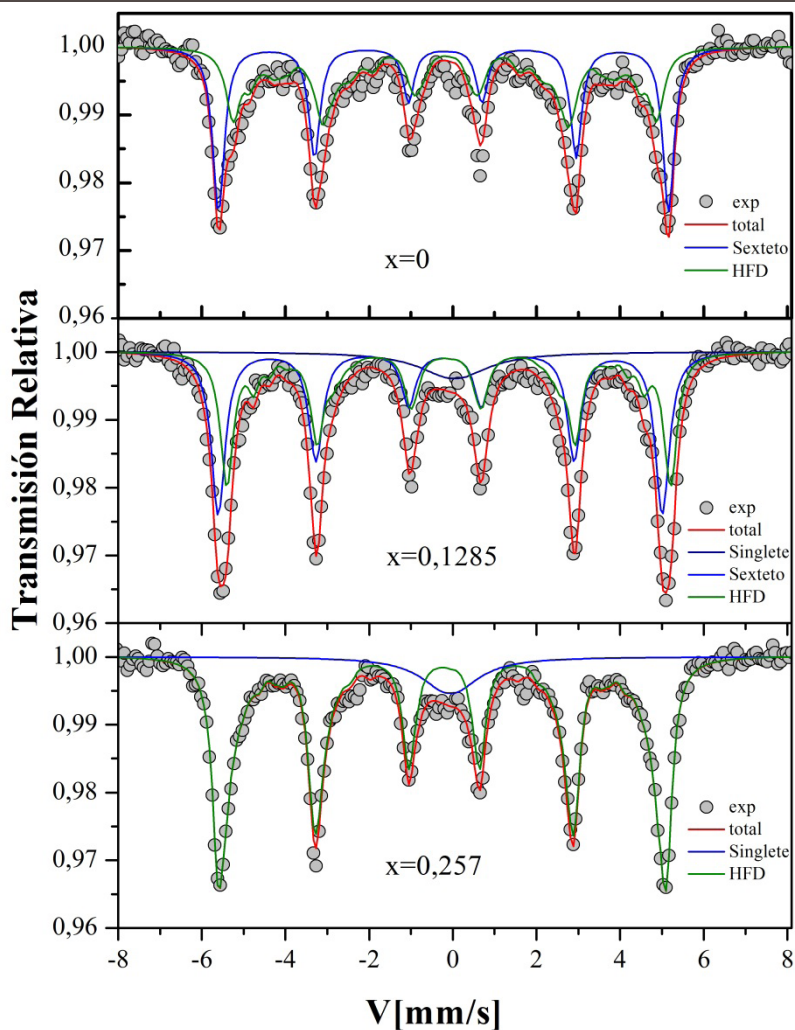 Transmisión Relativa
1,00
0,99
0,98
0,97
0,96
exp
total
Sexteto
HFD
x=0
1,00
0,99
0,98
0,97
0,96
exp
total
Singlete
Sexteto
HFD
x=0,1285
1,00
0,99
0,98
0,97
0,96
exp
total
Singlete
HFD
x=0,257
-8 -6 -4 -2 0 2 4 6 8
V[mm/s]